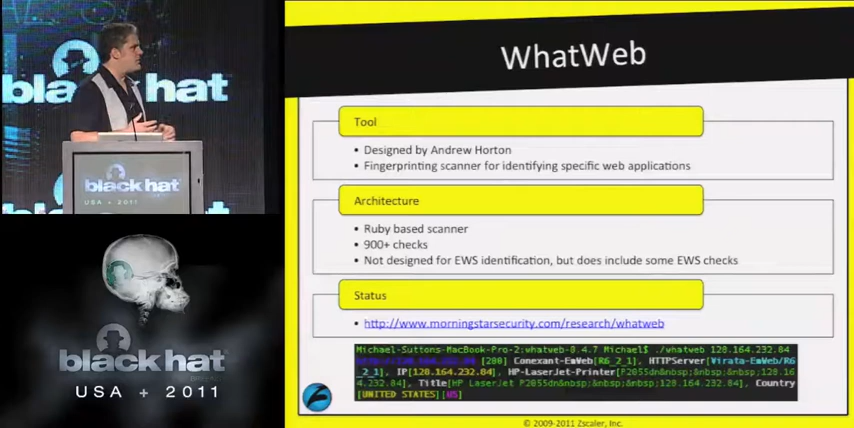 black hat
black hat
USA + 2011
black hat
USA + 2011
WhatWeb
Tool
• Designed by Andrew Horton
• Fingerprinting scanner for identifying specific web applications
Architecture
• Ruby based scanner
• 900+ checks
• Not designed for EWS identification, but does include some EWS checks
Status
• http://www.morningstarsecurity.com/research/whatweb
Michael-Suttons-MacBook-Pro-2:whatweb-0.4.7 Michael$ ./whatweb 128.164.232.84
[200] Conexant-EmWeb[R6_2_1], HTTPServer[Virata-EmWeb/R6
_2_1], IP[128.164.232.84], HP-LaserJet-Printer[P2055dn&nbsp;&nbsp;&nbsp;128.16
4.232.84], Title[HP LaserJet P2055dn&nbsp;&nbsp;&nbsp;128.164.232.84], Country
[UNITED STATES][US]
© 2009-2011 Zscaler, Inc.